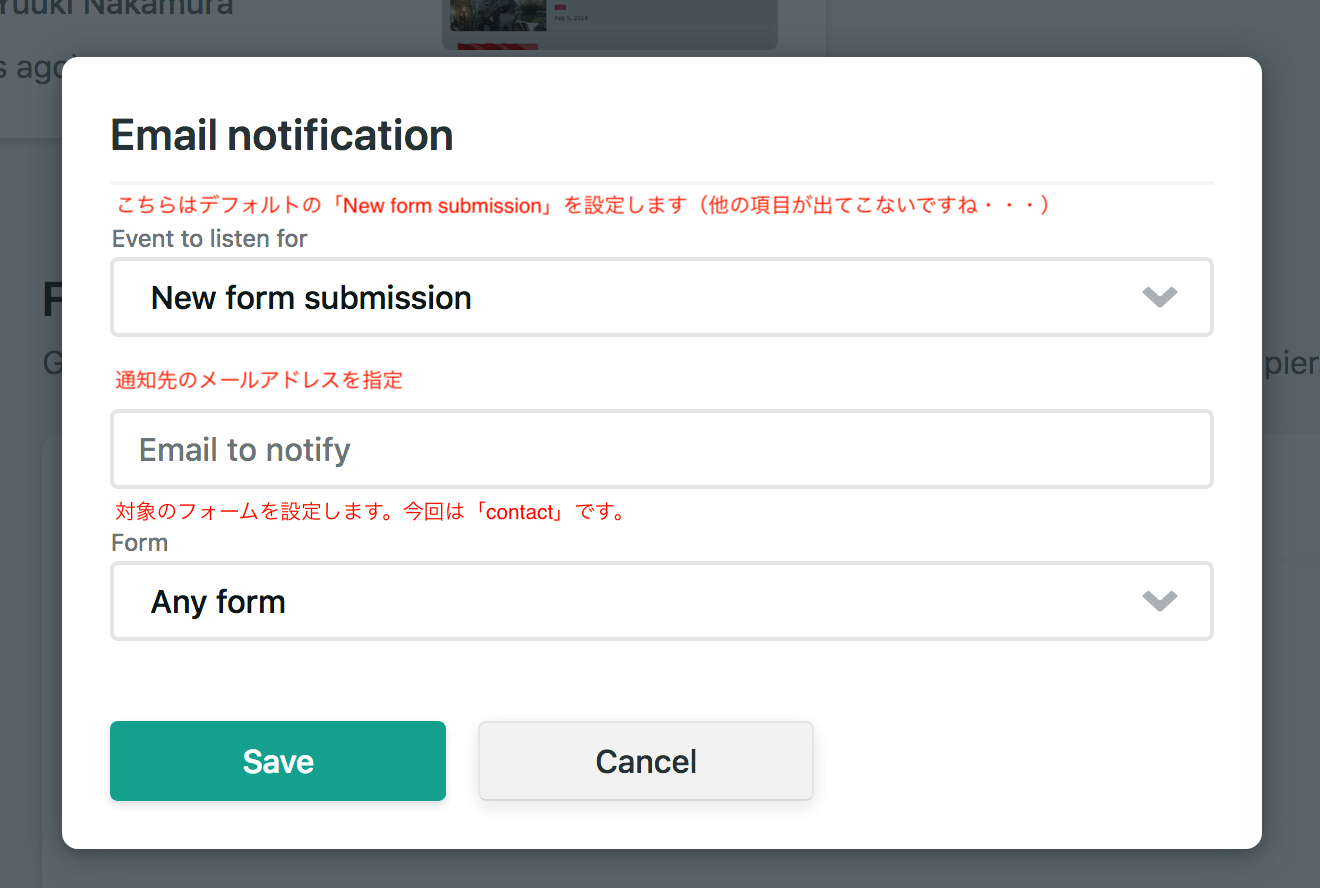 Yuuki Nakamura
Feb 5, 2016
s ago
Email notification
こちらはデフォルトの「New form submission」を設定します（他の項目が出てこないですね・・・）
Event to listen for
New form submission
通知先のメールアドレスを指定
Email to notify
対象のフォームを設定します。今回は「contact」です。
Form
Any form
Save
Cancel